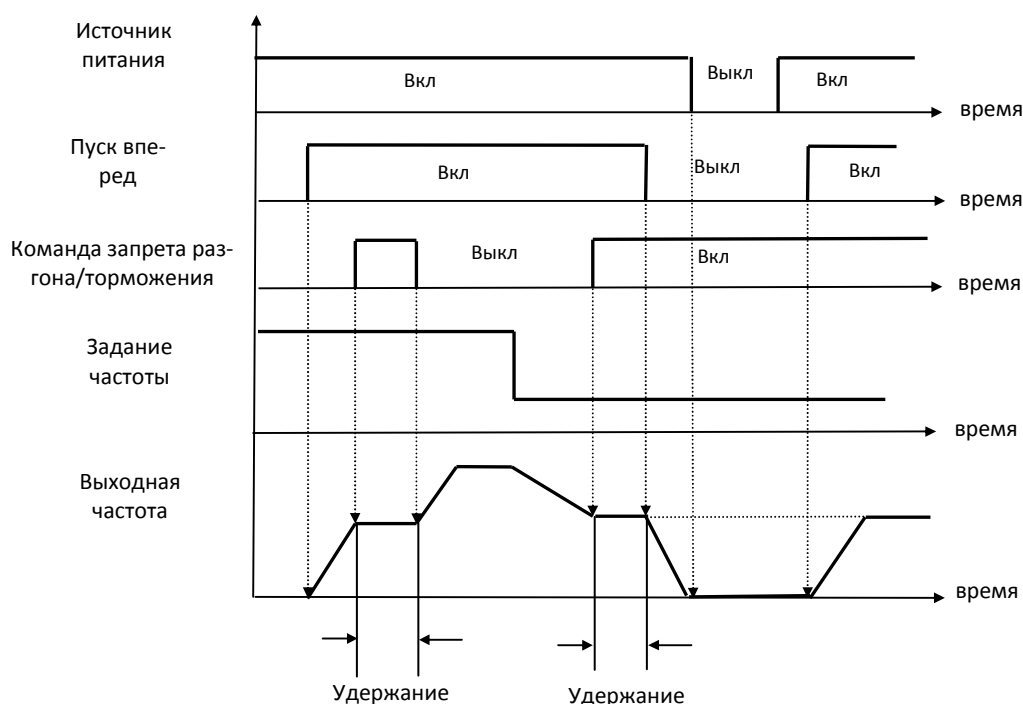 Источник
питания
Вкл
Выкл
Вкл
время
Пуск впе-
ред
Вкл
Выкл
Вкл
время
Команда запрета раз-
гона/торможения
Выкл
Вкл
время
Задание
частоты
время
Выходная
частота
время
Удержание
Удержание